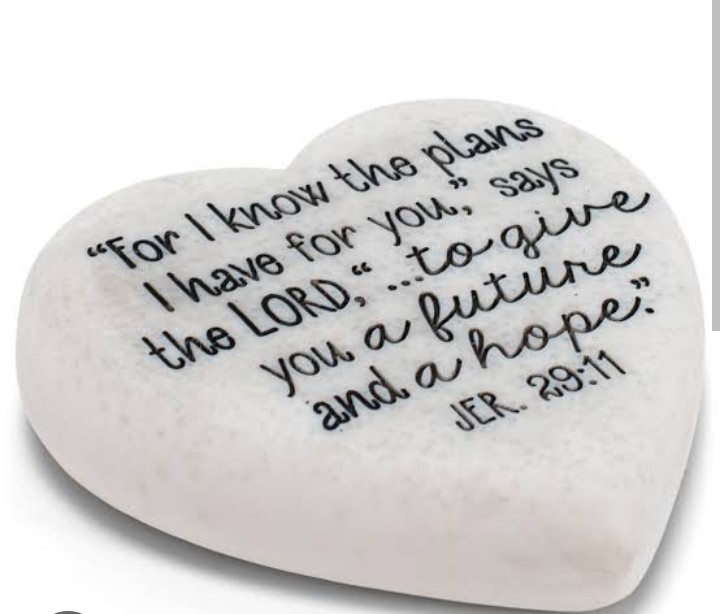 “For I know the plans
I have for you,” says
the LORD, “...to give
you a future
and a hope.”
JER. 29:11